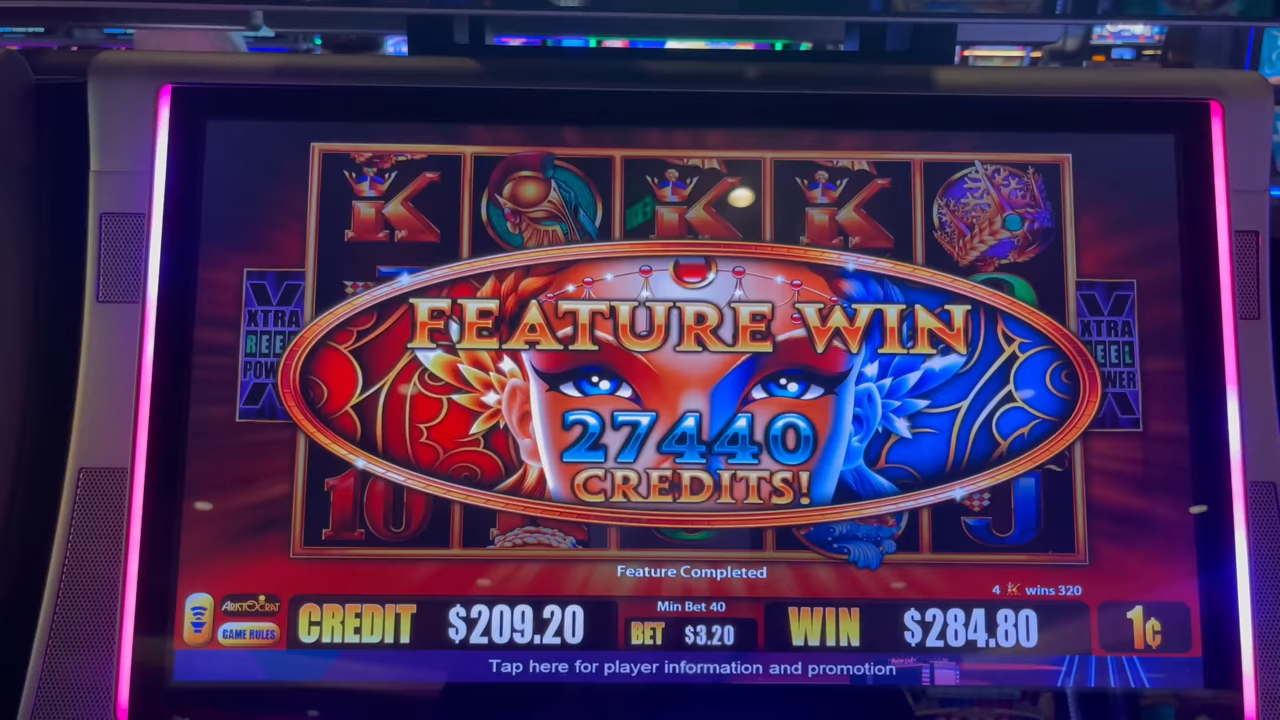 K K K
XTRA
REEL
POWER
X
XTRA
REEL
POWER
X
FEATURE WIN
27440
CREDITS!
10
J
Feature Completed
4 K wins 320
ARISTOCRAT
GAME RULES
CREDIT $209.20
Min Bet 40
BET $3.20
WIN $284.80
1¢
Tap here for player information and promotion